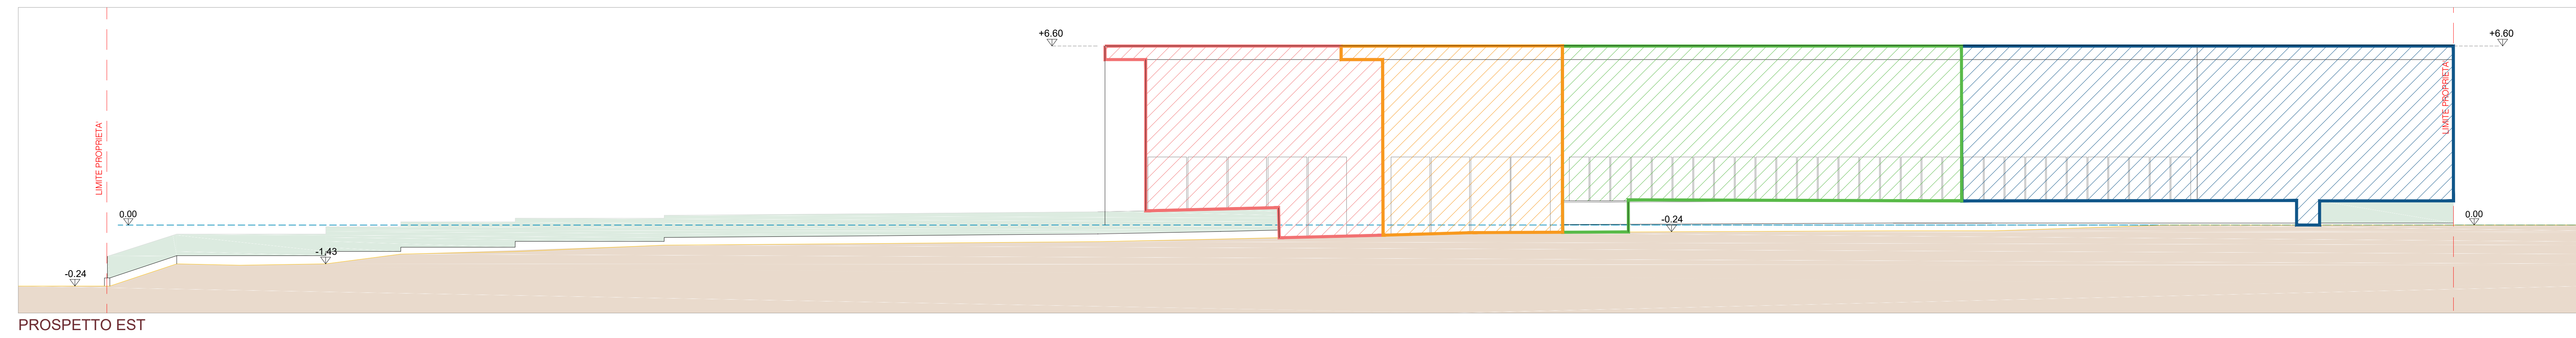 +6.60
+6.60
LIMITE PROPRIETA'
LIMITE PROPRIETA'
0.00
-0.24
0.00
-1,43
-0.24
PROSPETTO EST